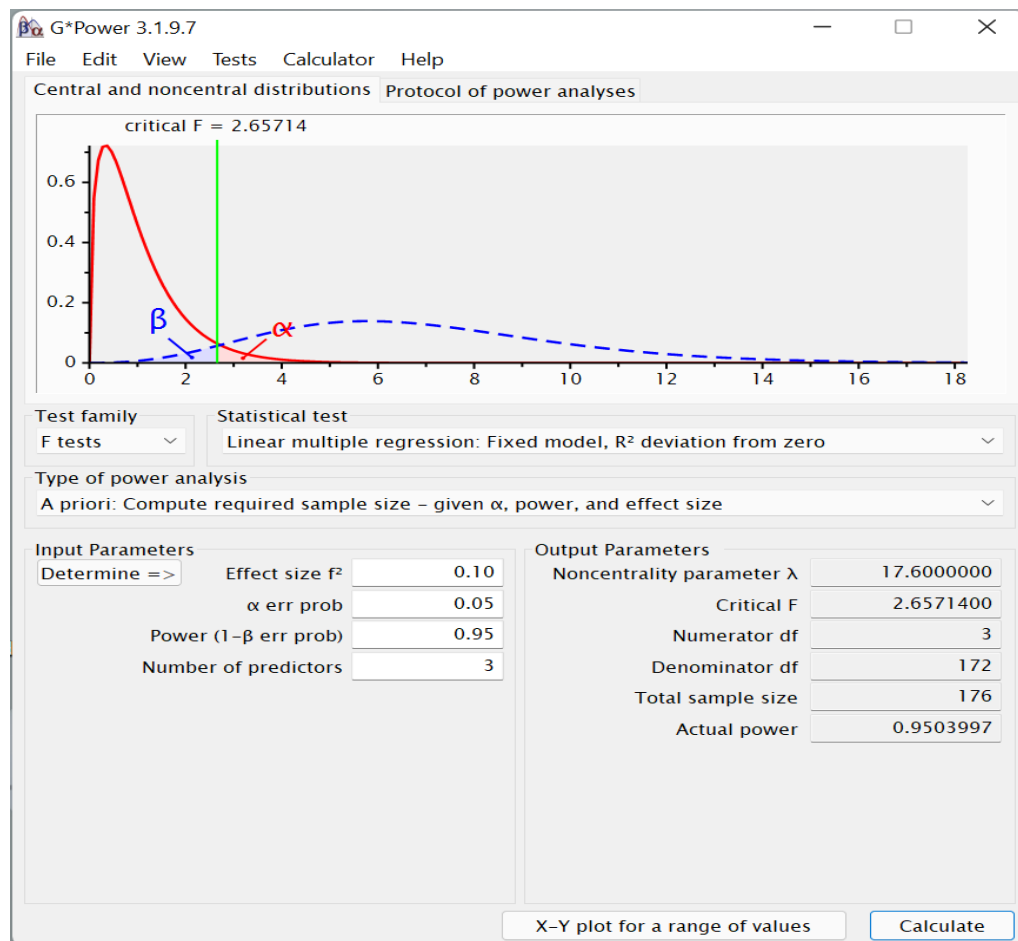 G*Power 3.1.9.7
File Edit View Tests Calculator Help
Central and noncentral distributions Protocol of power analyses
critical F = 2.65714
0.6
0.4
0.2
0
β
α
0 2 4 6 8 10 12 14 16 18
Test family Statistical test
F tests Linear multiple regression: Fixed model, R² deviation from zero
Type of power analysis
A priori: Compute required sample size – given α, power, and effect size
Input Parameters Output Parameters
Determine => Effect size f² 0.10 Noncentrality parameter λ 17.6000000
α err prob 0.05 Critical F 2.6571400
Power (1-β err prob) 0.95 Numerator df 3
Number of predictors 3 Denominator df 172
Total sample size 176
Actual power 0.9503997
X-Y plot for a range of values Calculate